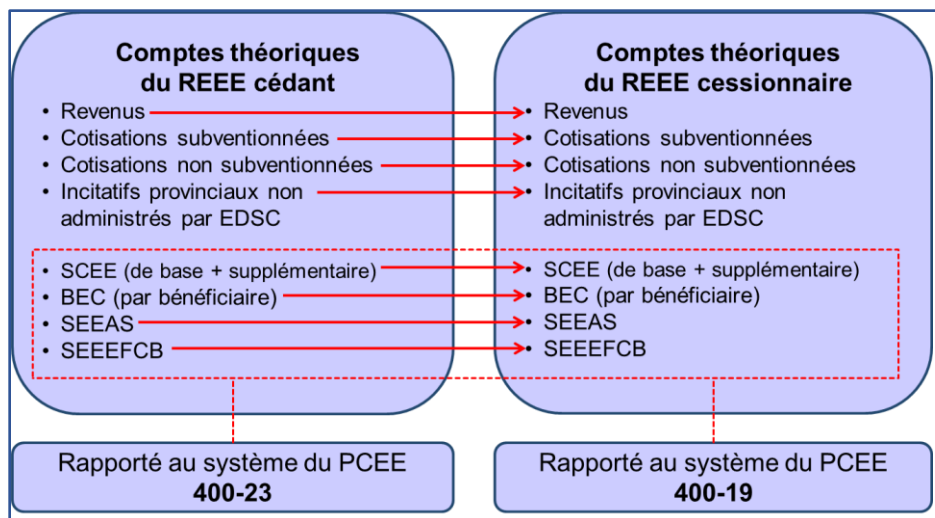 Comptes théoriques
du REEE cédant
• Revenus
• Cotisations subventionnées
• Cotisations non subventionnées
• Incitatifs provinciaux non
administrés par EDSC
• SCEE (de base + supplémentaire)
• BEC (par bénéficiaire)
• SEEAS
• SEEEFCB
Rapporté au système du PCEE
400-23
Comptes théoriques
du REEE cessionnaire
• Revenus
• Cotisations subventionnées
• Cotisations non subventionnées
• Incitatifs provinciaux non
administrés par EDSC
• SCEE (de base + supplémentaire)
• BEC (par bénéficiaire)
• SEEAS
• SEEEFCB
Rapporté au système du PCEE
400-19